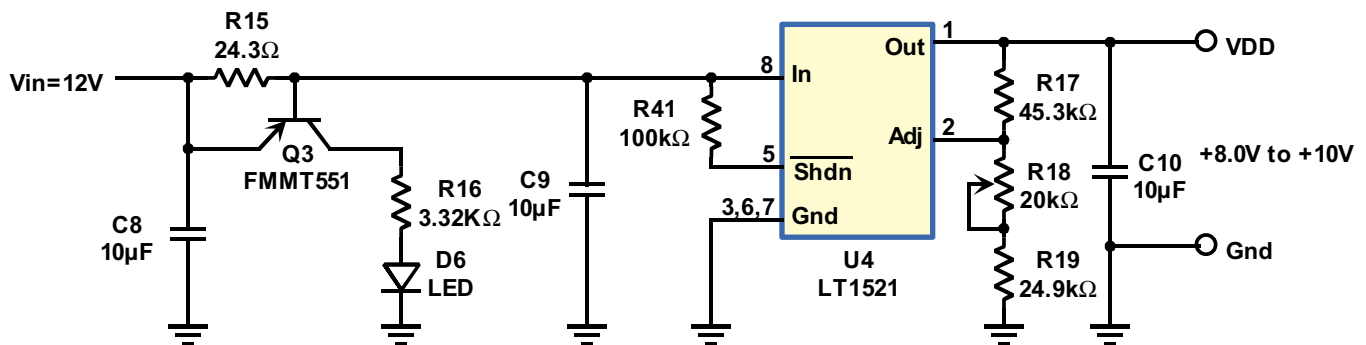 R15
24.3Ω
Vin=12V
Q3
FMMT551
C8
10µF
R16
3.32KΩ
D6
LED
C9
10µF
R41
100kΩ
8
In
5
Shdn
3,6,7
Gnd
Out
1
Adj
2
U4
LT1521
R17
45.3kΩ
R18
20kΩ
R19
24.9kΩ
C10
10µF
VDD
+8.0V to +10V
Gnd